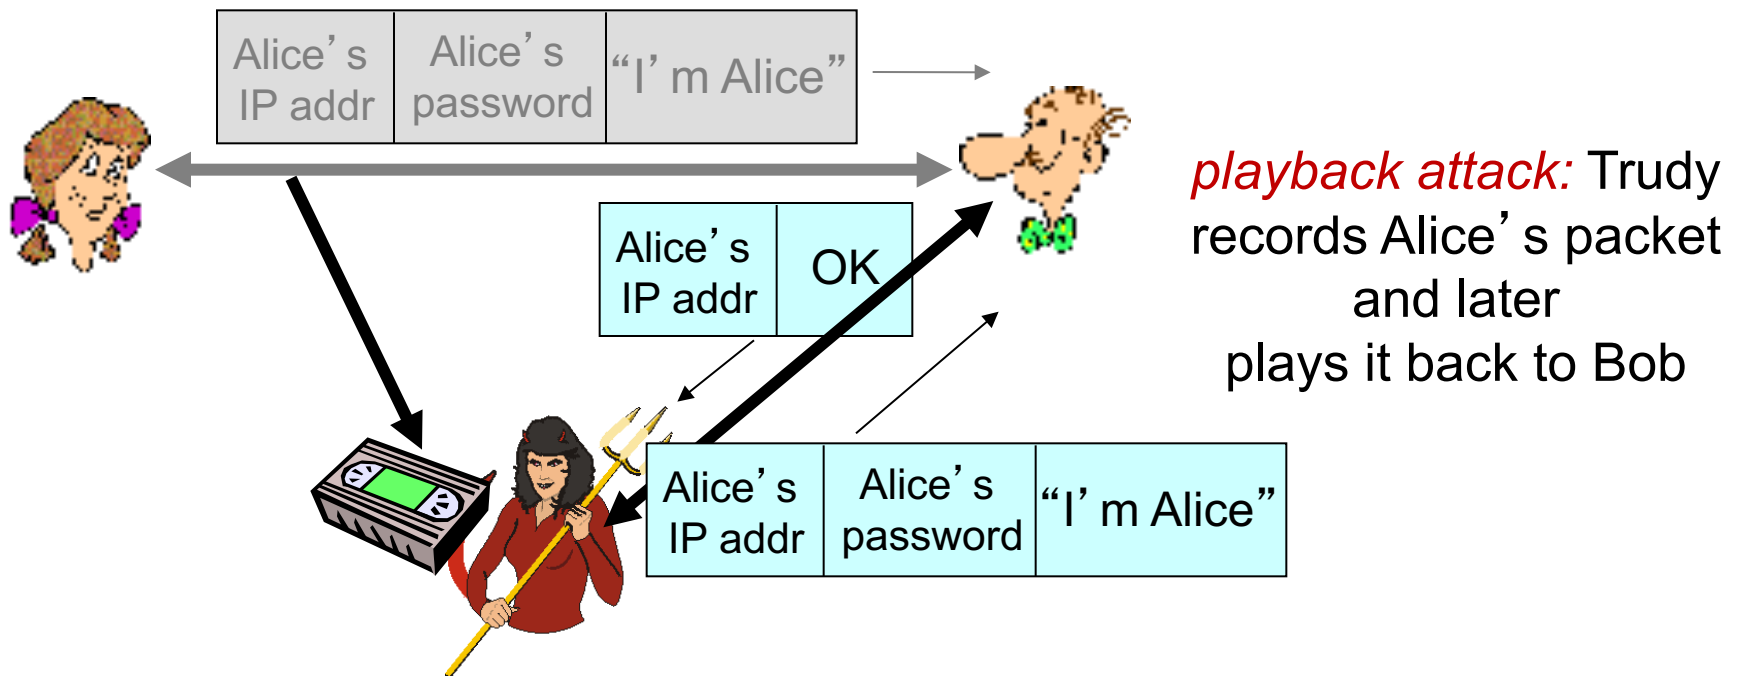 Alice’s
IP addr
Alice’s
password
“I’m Alice”
Alice’s
IP addr
OK
playback attack: Trudy
records Alice’s packet
and later
plays it back to Bob
Alice’s
IP addr
Alice’s
password
“I’m Alice”